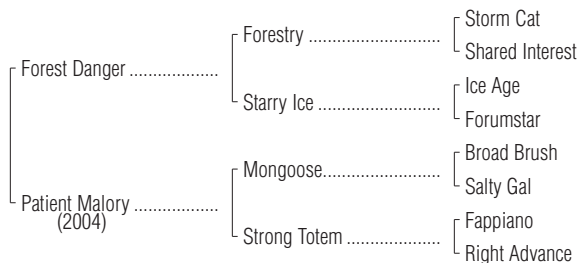 Storm Cat
Forestry ..............................
Shared Interest
Forest Danger ....................
Ice Age
Starry Ice ............................
Forumstar
Broad Brush
Mongoose...........................
Salty Gal
Patient Malory ...................
(2004)
Fappiano
Strong Totem .....................
Right Advance